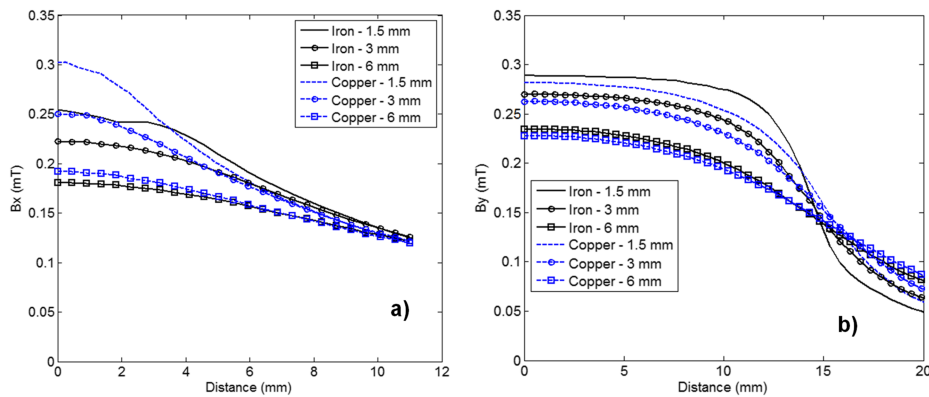 0.35
0.3
0.25
0.2
0.15
0.1
0.05
0
Bx (mT)
0 2 4 6 8 10 12
Distance (mm)
Iron - 1.5 mm
Iron - 3 mm
Iron - 6 mm
Copper - 1.5 mm
Copper - 3 mm
Copper - 6 mm
a)
0.35
0.3
0.25
0.2
0.15
0.1
0.05
0
By (mT)
0 5 10 15 20
Distance (mm)
Iron - 1.5 mm
Iron - 3 mm
Iron - 6 mm
Copper - 1.5 mm
Copper - 3 mm
Copper - 6 mm
b)